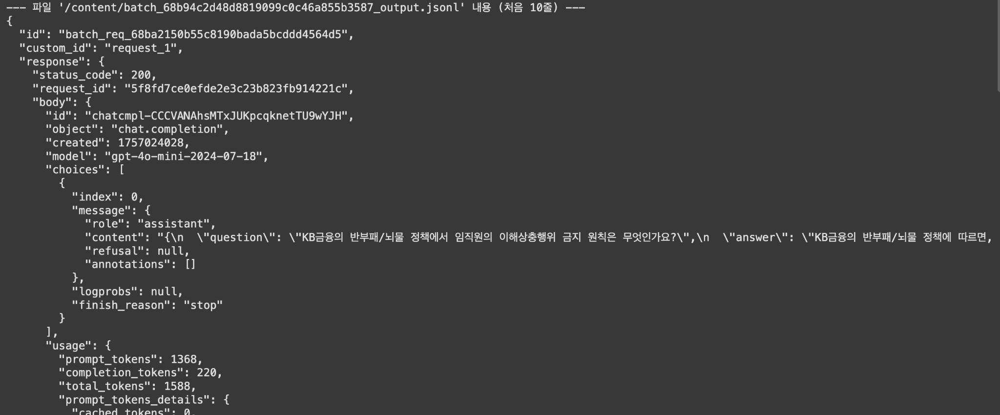 --- 파일 '/content/batch_68b94c2d48d8819099c0c46a855b3587_output.jsonl' 내용 (처음 10줄) ---
{
  "id": "batch_req_68ba2150b55c8190bada5bcddd4564d5",
  "custom_id": "request_1",
  "response": {
    "status_code": 200,
    "request_id": "5f8fd7ce0efde2e3c23b823fb914221c",
    "body": {
      "id": "chatcmpl-CCCVANAhsMTxJUKpcqknetTU9wYJH",
      "object": "chat.completion",
      "created": 1757024028,
      "model": "gpt-4o-mini-2024-07-18",
      "choices": [
        {
          "index": 0,
          "message": {
            "role": "assistant",
            "content": "{\n  \"question\": \"KB금융의 반부패/뇌물 정책에서 임직원의 이해상충행위 금지 원칙은 무엇인가요?\",\n  \"answer\": \"KB금융의 반부패/뇌물 정책에 따르면,
            "refusal": null,
            "annotations": []
          },
          "logprobs": null,
          "finish_reason": "stop"
        }
      ],
      "usage": {
        "prompt_tokens": 1368,
        "completion_tokens": 220,
        "total_tokens": 1588,
        "prompt_tokens_details": {
          "cached_tokens": 0,